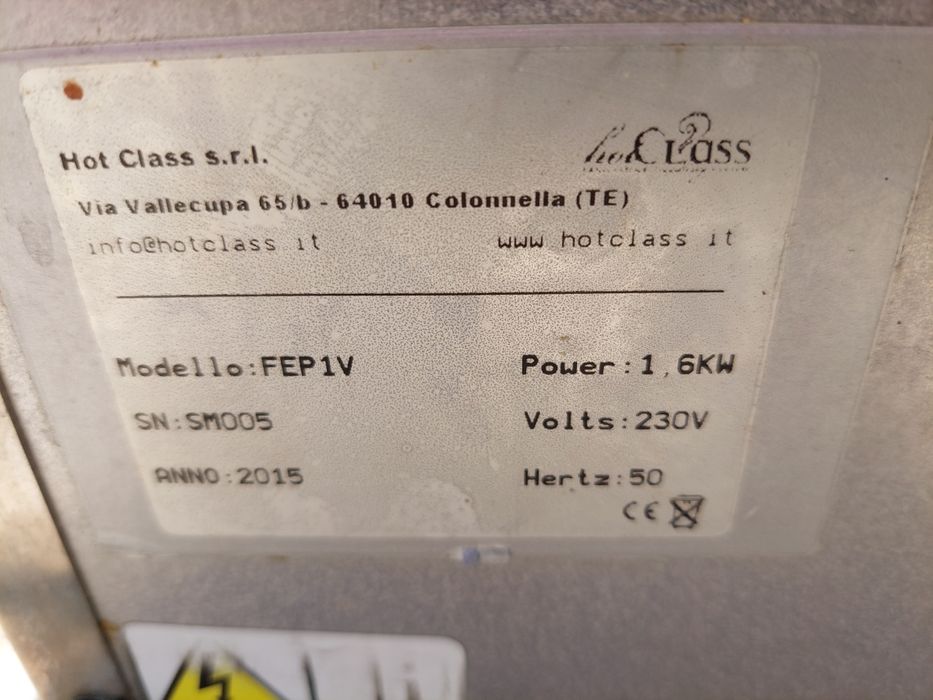 Hot Class s.r.l.
hotClass
Via Vallecupa 65/b - 64010 Colonnella (TE)
info@hotclass it www hotclass it
Modello:FEP1V Power:1,6KW
SN:SM005 Volts:230V
ANNO:2015 Hertz:50
CE